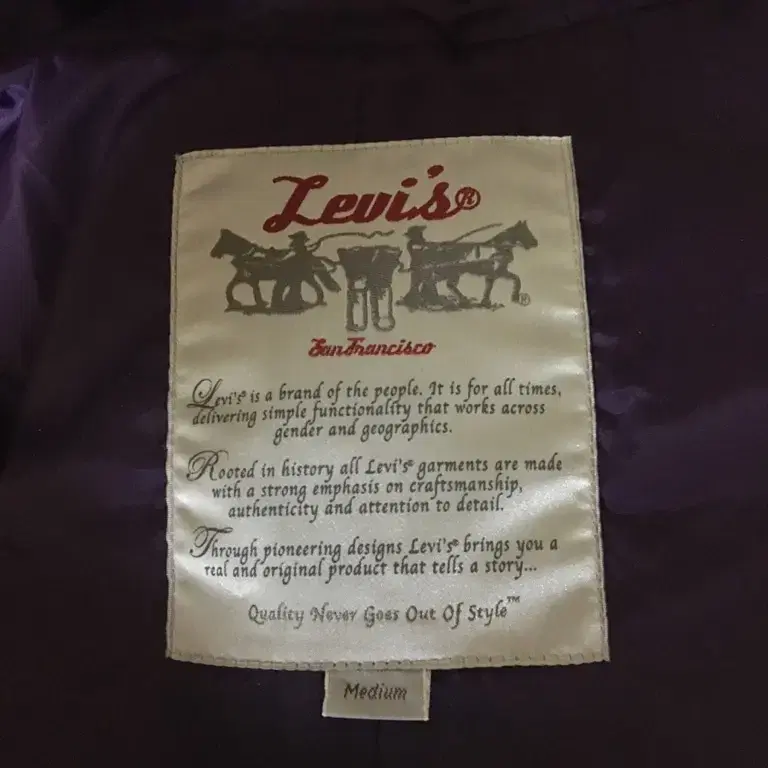 Levi's®
®
San Francisco
Levi's® is a brand of the people. It is for all times,
delivering simple functionality that works across
gender and geographics.
Rooted in history all Levi's® garments are made
with a strong emphasis on craftsmanship,
authenticity and attention to detail.
Through pioneering designs Levi's® brings you a
real and original product that tells a story...
Quality Never Goes Out Of Style™
Medium